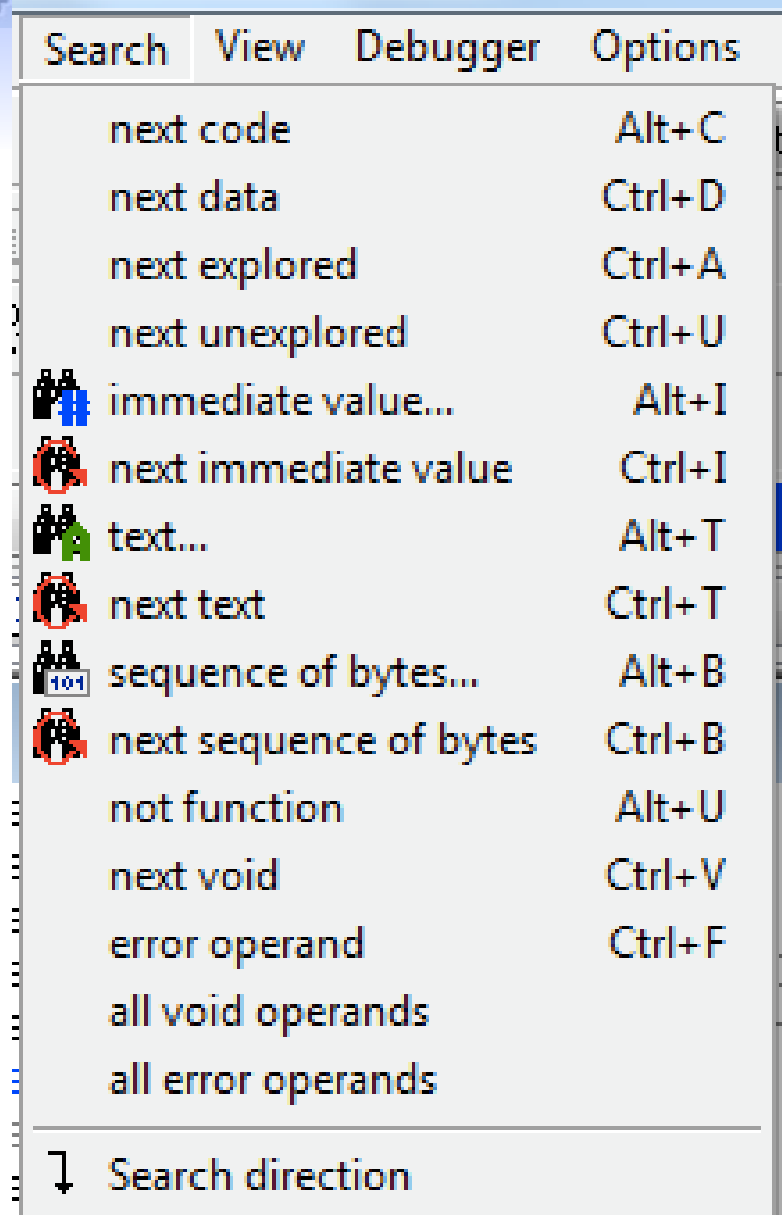 Search View Debugger Options
next code Alt+C
next data Ctrl+D
next explored Ctrl+A
next unexplored Ctrl+U
immediate value... Alt+I
next immediate value Ctrl+I
text... Alt+T
next text Ctrl+T
101 sequence of bytes... Alt+B
next sequence of bytes Ctrl+B
not function Alt+U
next void Ctrl+V
error operand Ctrl+F
all void operands
all error operands
Search direction